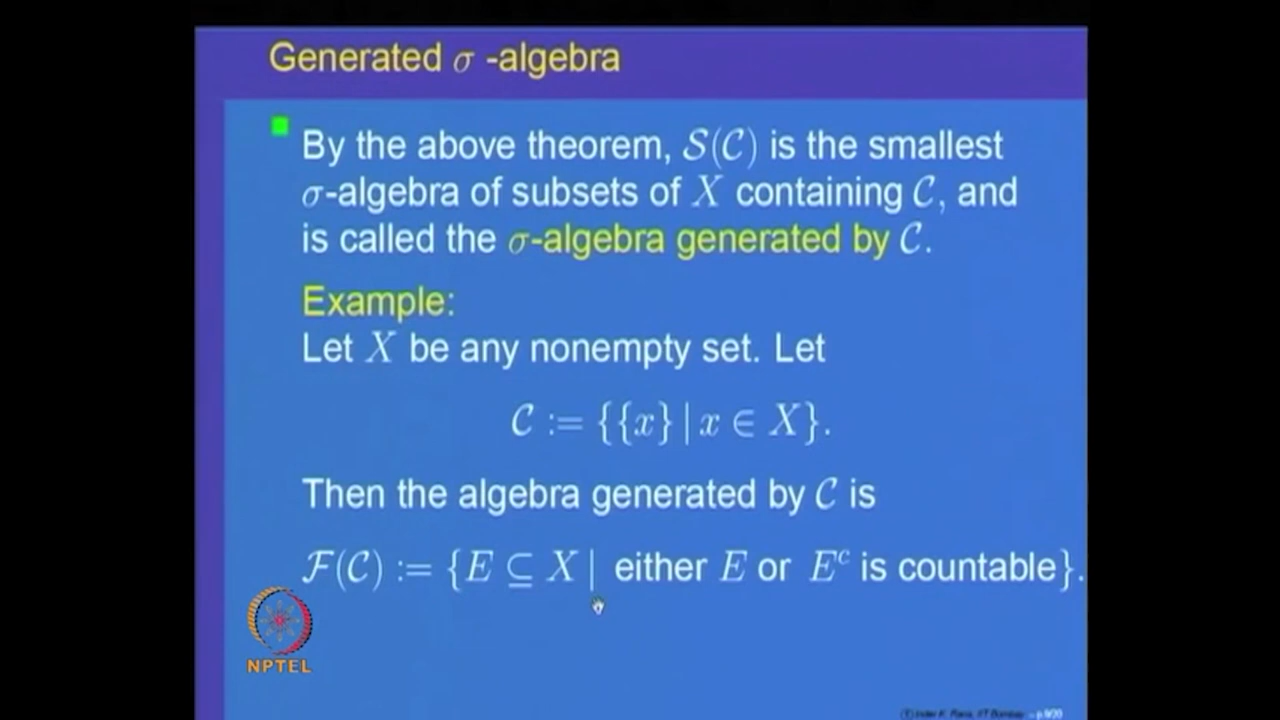 Generated σ -algebra
By the above theorem, 𝒮(𝒞) is the smallest
σ-algebra of subsets of X containing 𝒞, and
is called the σ-algebra generated by 𝒞.
Example:
Let X be any nonempty set. Let
𝒞 := {{x} | x ∈ X}.
Then the algebra generated by 𝒞 is
ℱ(𝒞) := {E ⊆ X | either E or Eᶜ is countable}.
NPTEL